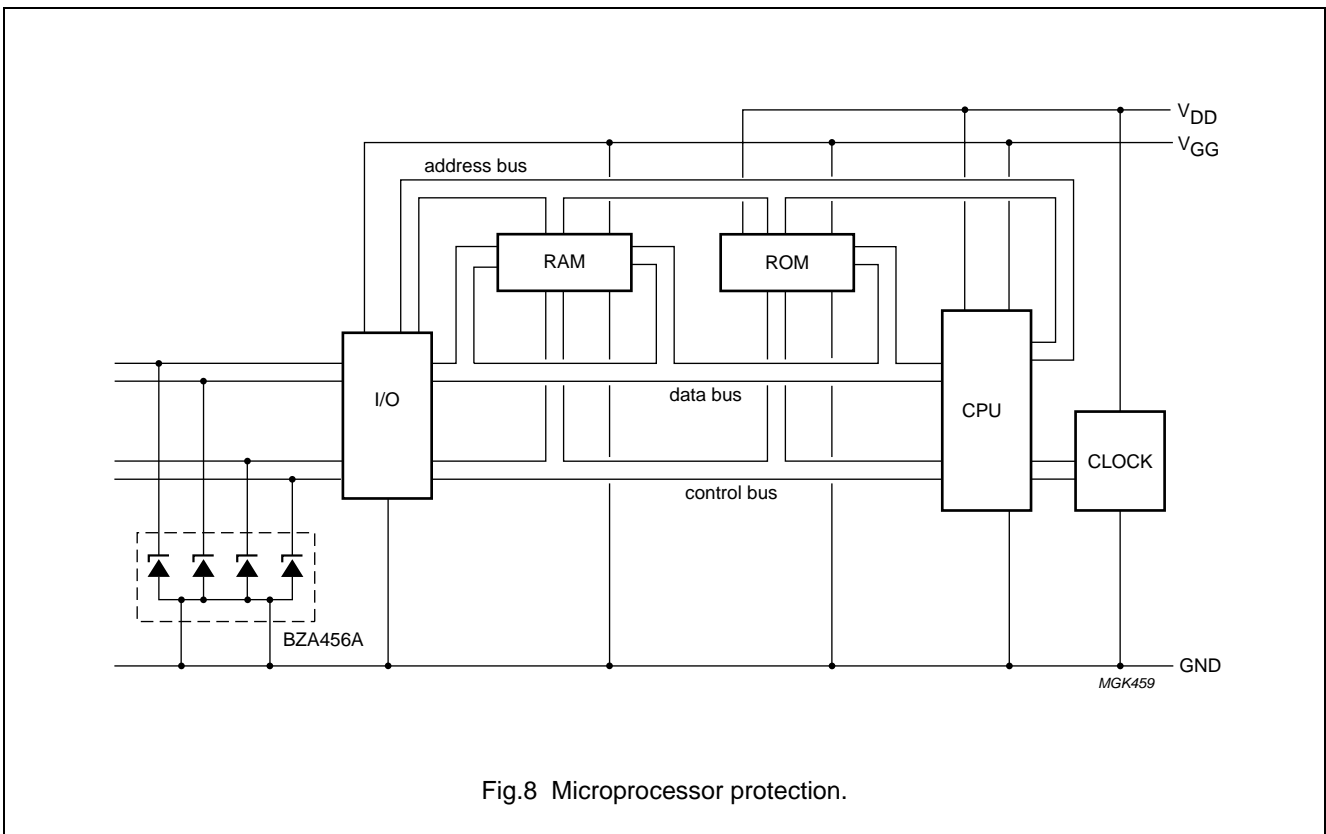 VDD
VGG
address bus
RAM
ROM
I/O
data bus
CPU
CLOCK
control bus
BZA456A
GND
MGK459
Fig.8 Microprocessor protection.